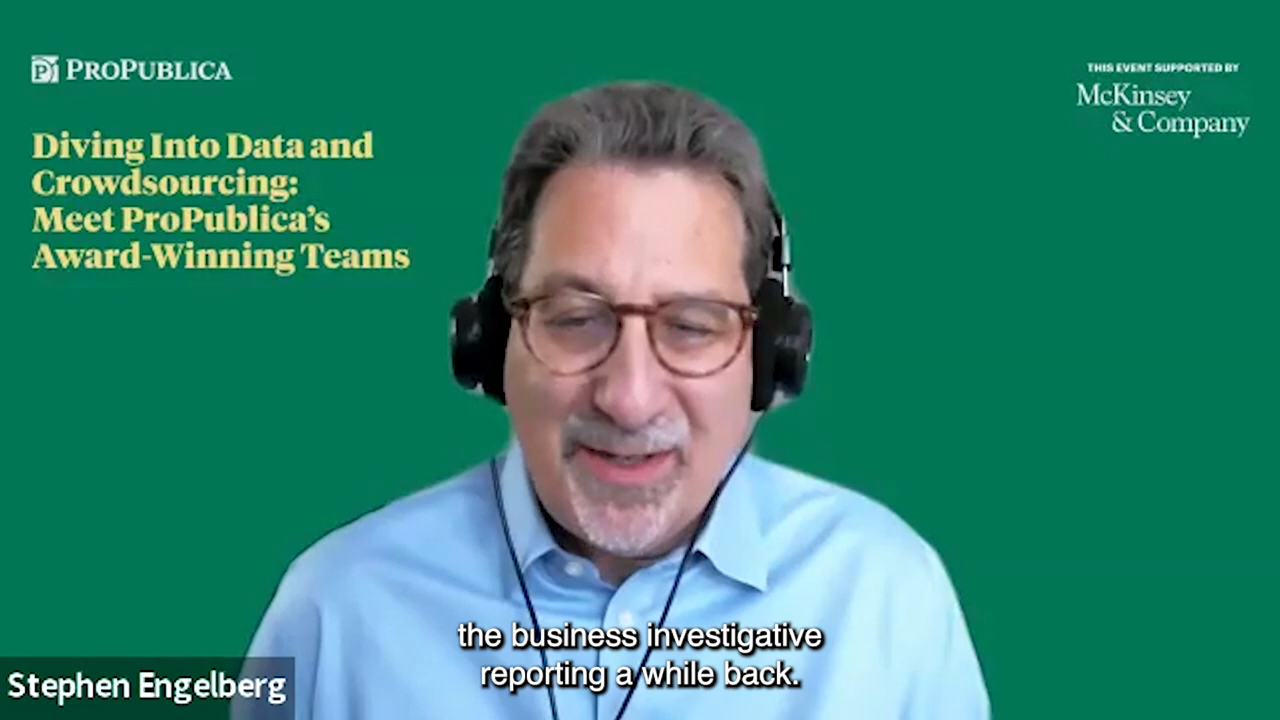 PROPUBLICA
THIS EVENT SUPPORTED BY
McKinsey
& Company
Diving Into Data and
Crowdsourcing:
Meet ProPublica’s
Award-Winning Teams
the business investigative
reporting a while back.
Stephen Engelberg